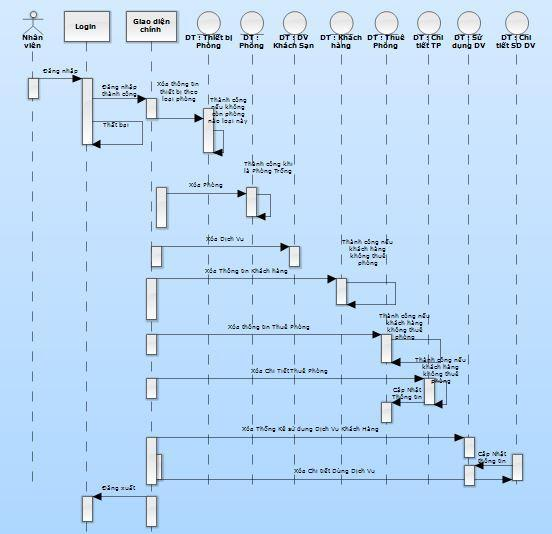 Nhân
viên
Login
Giao diện
chính
DT : Thiết bị
Phòng
DT :
Phòng
DT : DV
Khách Sạn
DT : Khách
hàng
DT : Thuê
Phòng
DT : Chi
tiết TP
DT : Sử
dụng DV
DT : Chi
tiết SD DV
Đăng nhập
Đăng nhập
thành công
Xóa thông tin
thiết bị theo
loại phòng
Thành công
nếu không
còn phòng
nào loại này
Thất bại
Thành công khi
là Phòng Trống
Xóa Phòng
Xóa Dịch Vụ
Thành công nếu
khách hàng
không thuê
phòng
Xóa Thông tin Khách hàng
Thành công nếu
khách hàng
không thuê
phòng
Xóa thông tin Thuê Phòng
Thành công nếu
khách hàng
không thuê
phòng
Xóa Chi TiếtThuê Phòng
Cập Nhật
Thông tin
Xóa Thống Kê sử dụng Dịch Vụ Khách Hàng
Cập Nhật
Thông tin
Xóa Chi tiết Dùng Dịch Vụ
Đăng xuất